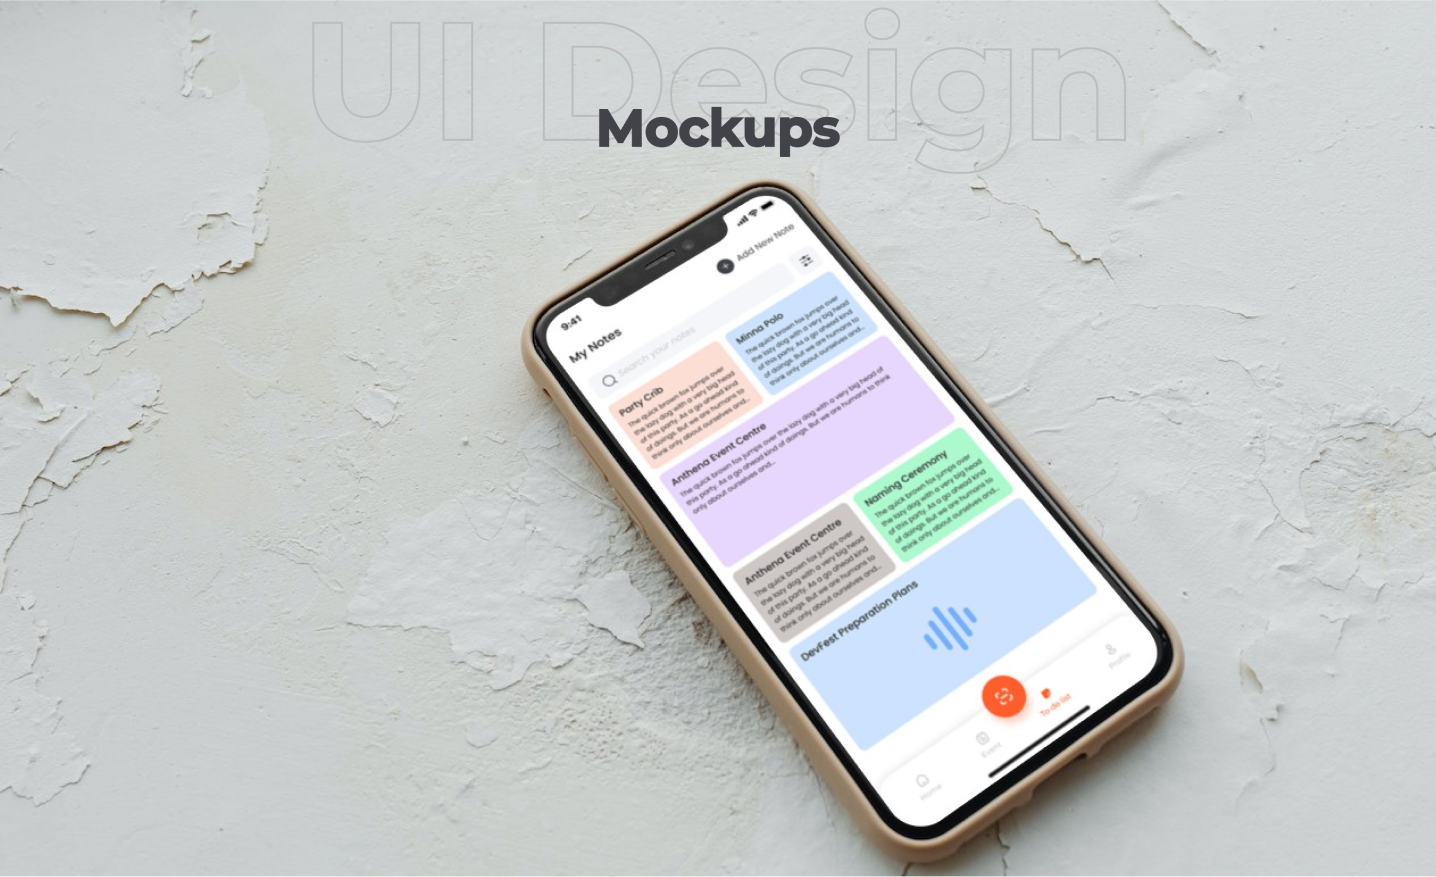 UI Design
Mockups
9:41
My Notes
Add New Note
Search your notes
Party Crib
The quick brown fox jumps over
the lazy dog with a very big head
of this party. As a go ahead kind
of doings. But we are humans to
think only about ourselves and...
Minna Polo
The quick brown fox jumps over
the lazy dog with a very big head
of this party. As a go ahead kind
of doings. But we are humans to
think only about ourselves and...
Anthena Event Centre
The quick brown fox jumps over the lazy dog with a very big head of
this party. As a go ahead kind of doings. But we are humans to think
only about ourselves and...
Anthena Event Centre
The quick brown fox jumps over
the lazy dog with a very big head
of this party. As a go ahead kind
of doings. But we are humans to
think only about ourselves and...
Naming Ceremony
The quick brown fox jumps over
the lazy dog with a very big head
of this party. As a go ahead kind
of doings. But we are humans to
think only about ourselves and...
DevFest Preparation Plans
Home
Event
To do list
Profile